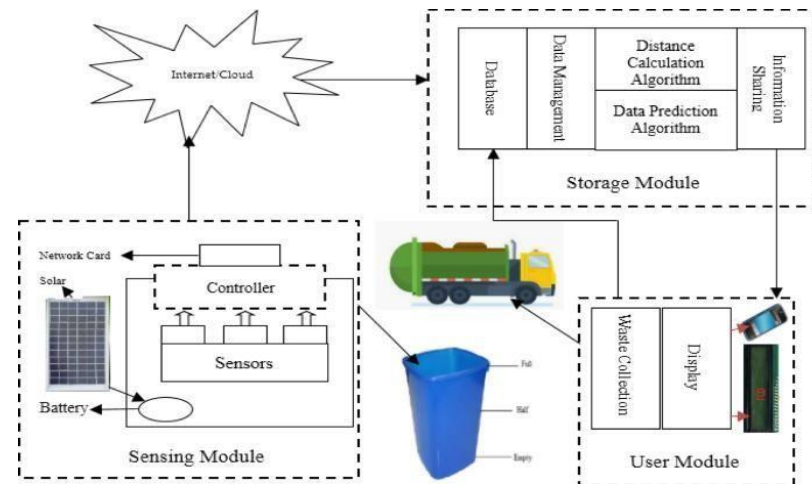 Internet/Cloud
Database
Data Management
Distance
Calculation
Algorithm
Data Prediction
Algorithm
Information
Sharing
Storage Module
Network Card
Solar
Controller
Sensors
Battery
Sensing Module
Full
Half
Empty
Waste Collection
Display
User Module